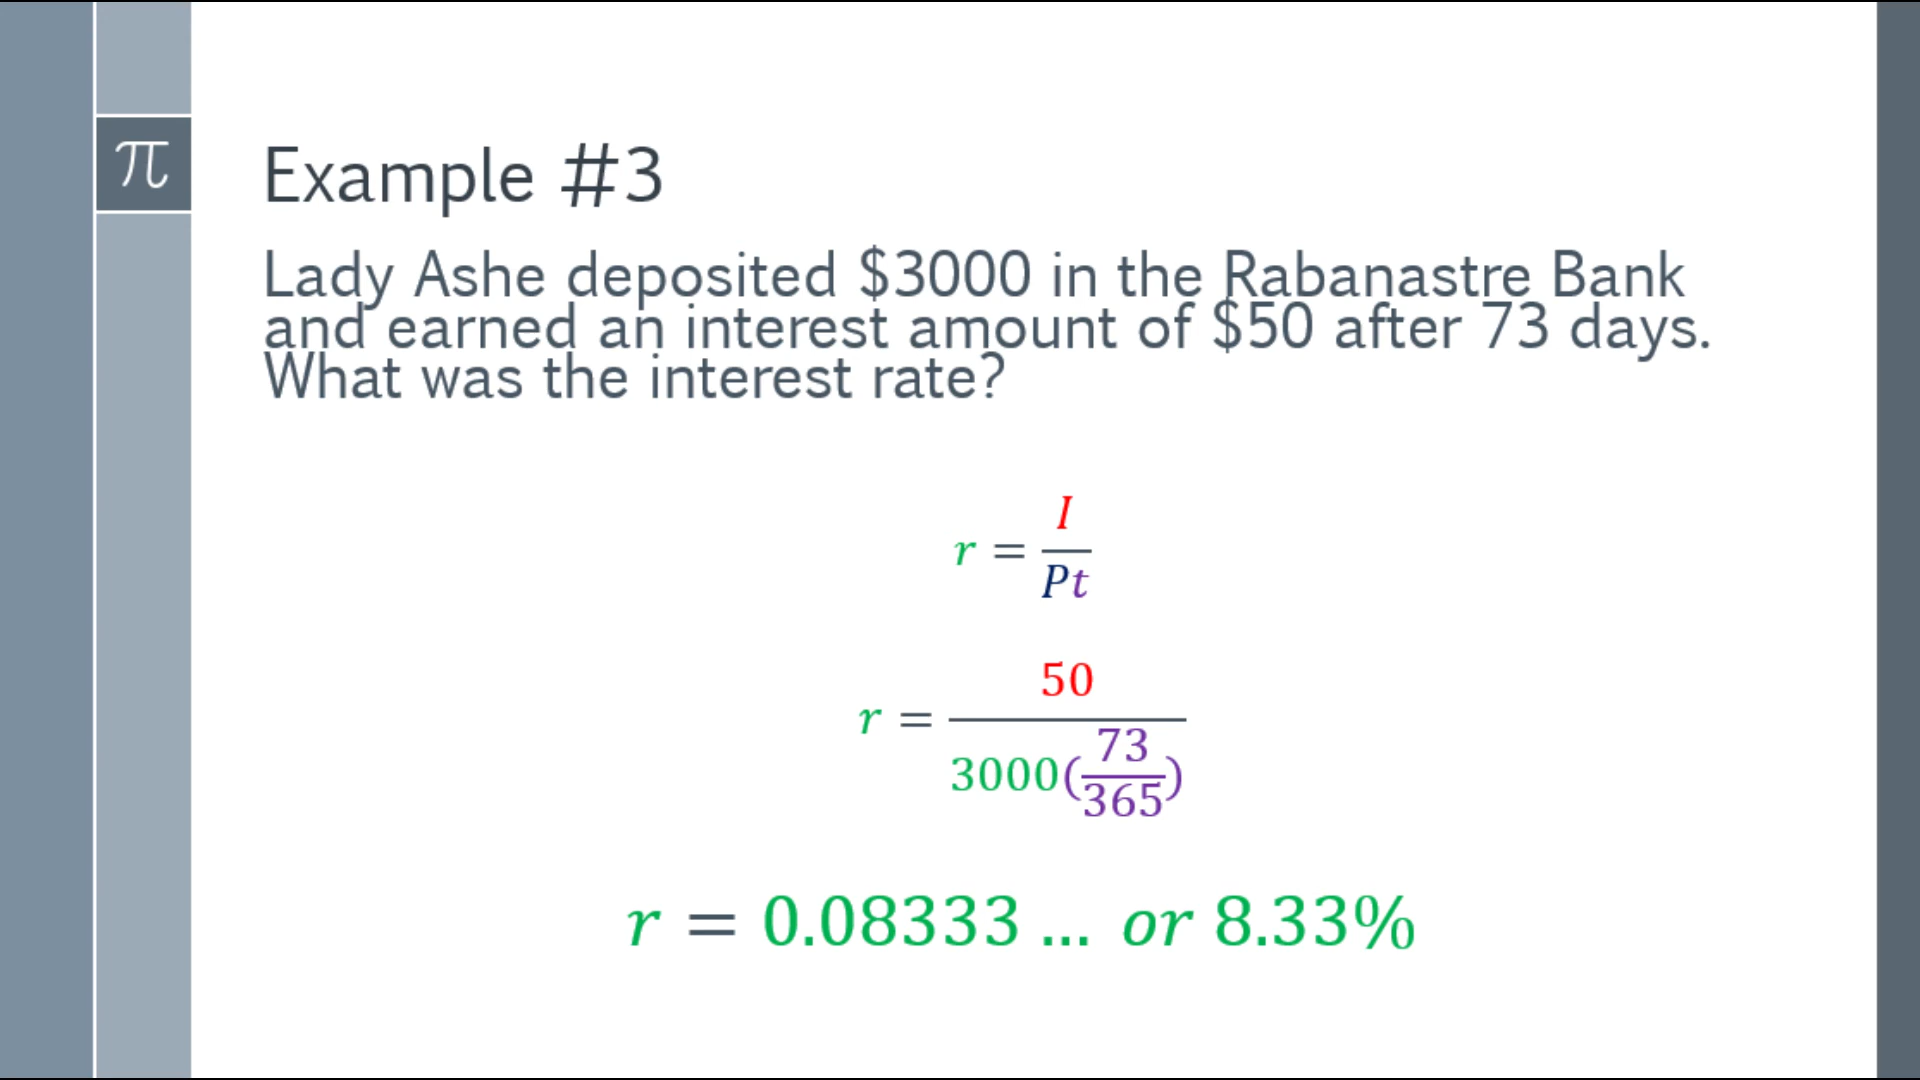 π
Example #3
Lady Ashe deposited $3000 in the Rabanastre Bank
and earned an interest amount of $50 after 73 days.
What was the interest rate?
r = I/Pt
r = 50/3000(73/365)
r = 0.08333 ... or 8.33%